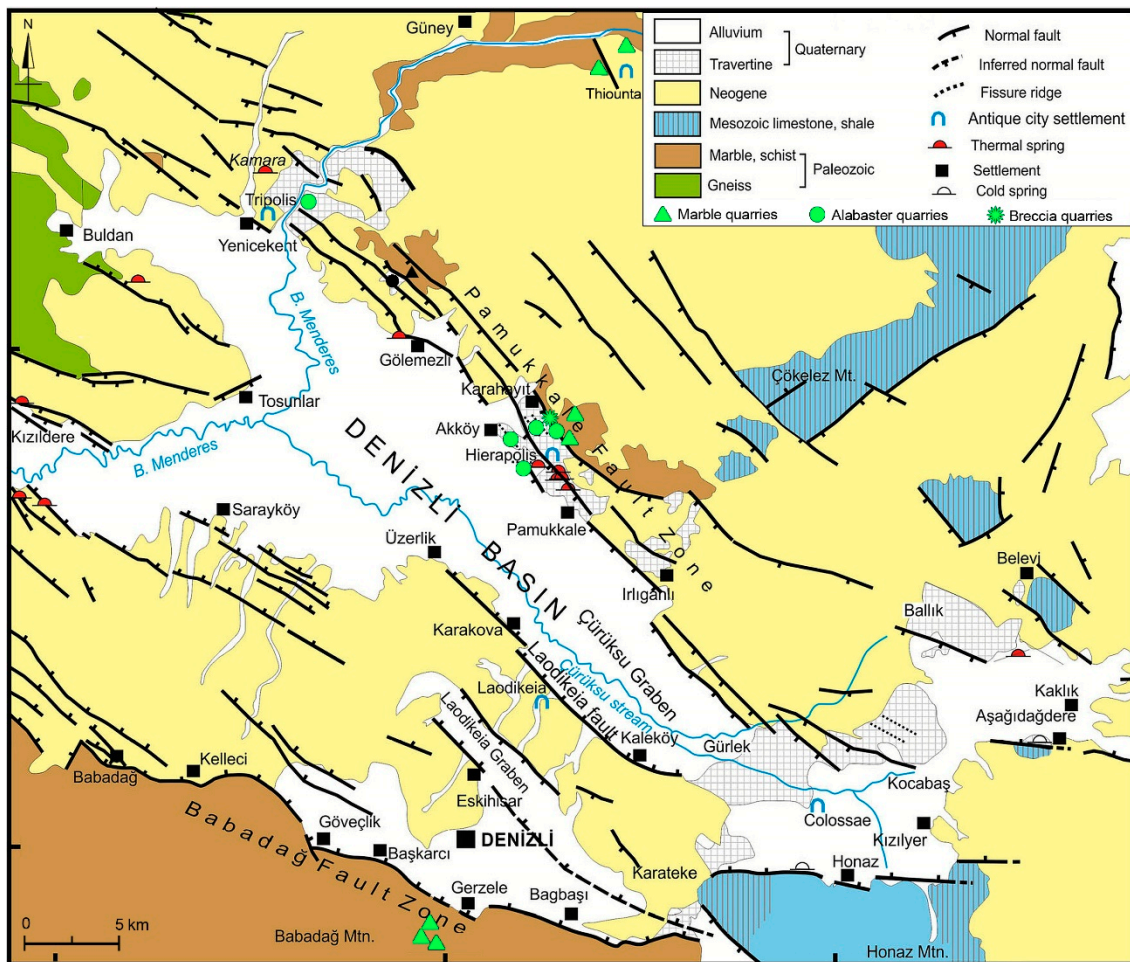 N
Güney
Thiounta
Kamara
Tripolis
Buldan
Yenicekent
B. Menderes
Gölemezli
Pamukkale Fault Zone
Çökelez Mt.
Karahayıt
Tosunlar
Akköy
Hierapolis
Kızıldere
B. Menderes
DENİZLİ BASIN
Sarayköy
Pamukkale
Üzerlik
Irlıganlı
Belevi
Ballık
Karakova
Çürüksu Graben
Laodikeia fault
Çürüksu stream
Laodikeia
Laodikeia Graben
Kaklık
Aşağıdağdere
Gürlek
Kaleköy
Babadağ
Kelleci
Eskihisar
Kocabaş
Colossae
Kızılyer
Göveçlik
Başkarcı
DENİZLİ
Karateke
Honaz
Babadağ Fault Zone
Gerzele
Bagbaşı
0 5 km
Babadağ Mtn.
Honaz Mtn.
Alluvium
Travertine
Quaternary
Neogene
Mesozoic limestone, shale
Marble, schist
Gneiss
Paleozoic
Normal fault
Inferred normal fault
Fissure ridge
Antique city settlement
Thermal spring
Settlement
Cold spring
Marble quarries
Alabaster quarries
Breccia quarries